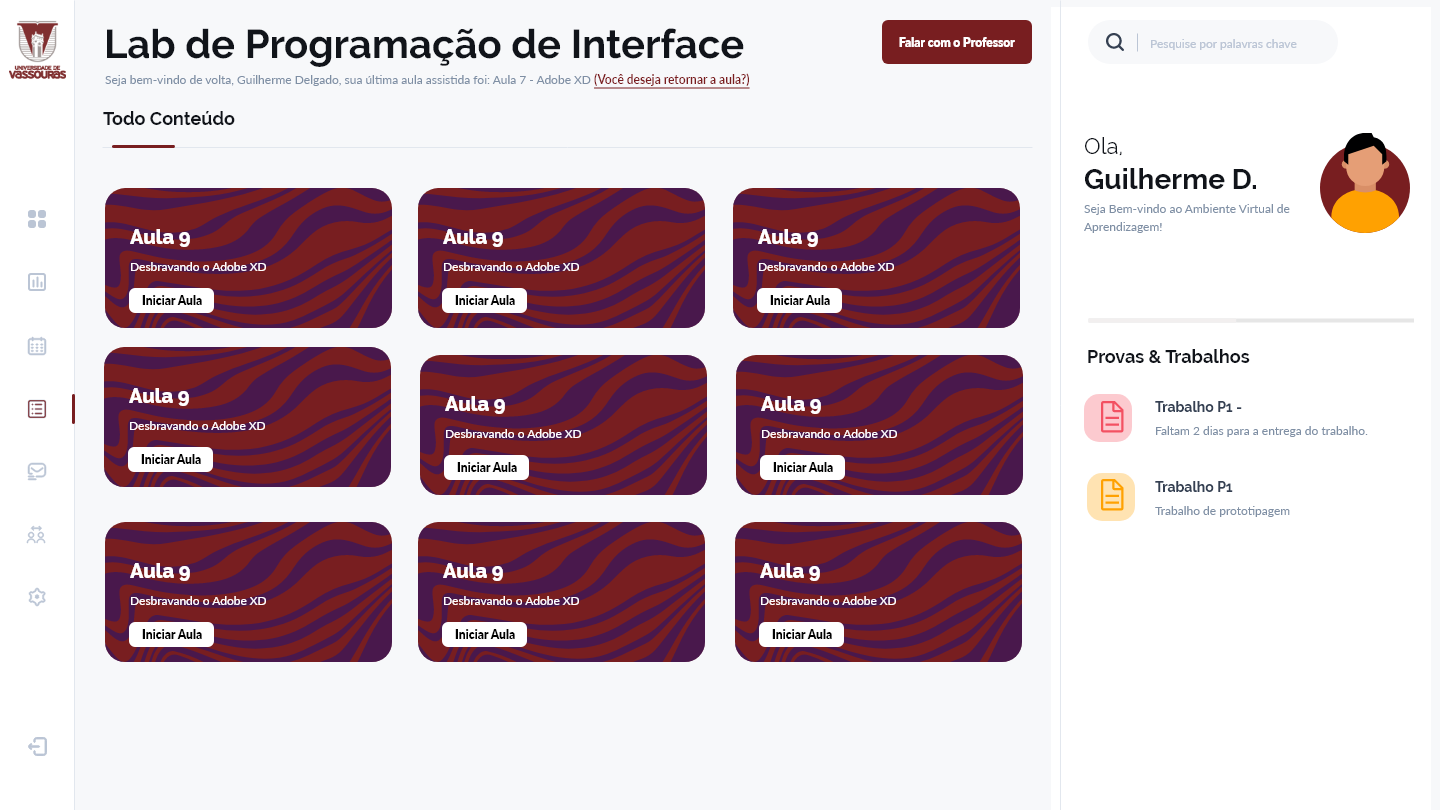 UNIVERSIDADE DE
VASSOURAS
Lab de Programação de Interface
Seja bem-vindo de volta, Guilherme Delgado, sua última aula assistida foi: Aula 7 - Adobe XD (Você deseja retornar a aula?)
Falar com o Professor
Todo Conteúdo
Aula 9
Desbravando o Adobe XD
Iniciar Aula
Aula 9
Desbravando o Adobe XD
Iniciar Aula
Aula 9
Desbravando o Adobe XD
Iniciar Aula
Aula 9
Desbravando o Adobe XD
Iniciar Aula
Aula 9
Desbravando o Adobe XD
Iniciar Aula
Aula 9
Desbravando o Adobe XD
Iniciar Aula
Aula 9
Desbravando o Adobe XD
Iniciar Aula
Aula 9
Desbravando o Adobe XD
Iniciar Aula
Aula 9
Desbravando o Adobe XD
Iniciar Aula
Pesquise por palavras chave
Ola,
Guilherme D.
Seja Bem-vindo ao Ambiente Virtual de
Aprendizagem!
Provas & Trabalhos
Trabalho P1 -
Faltam 2 dias para a entrega do trabalho.
Trabalho P1
Trabalho de prototipagem